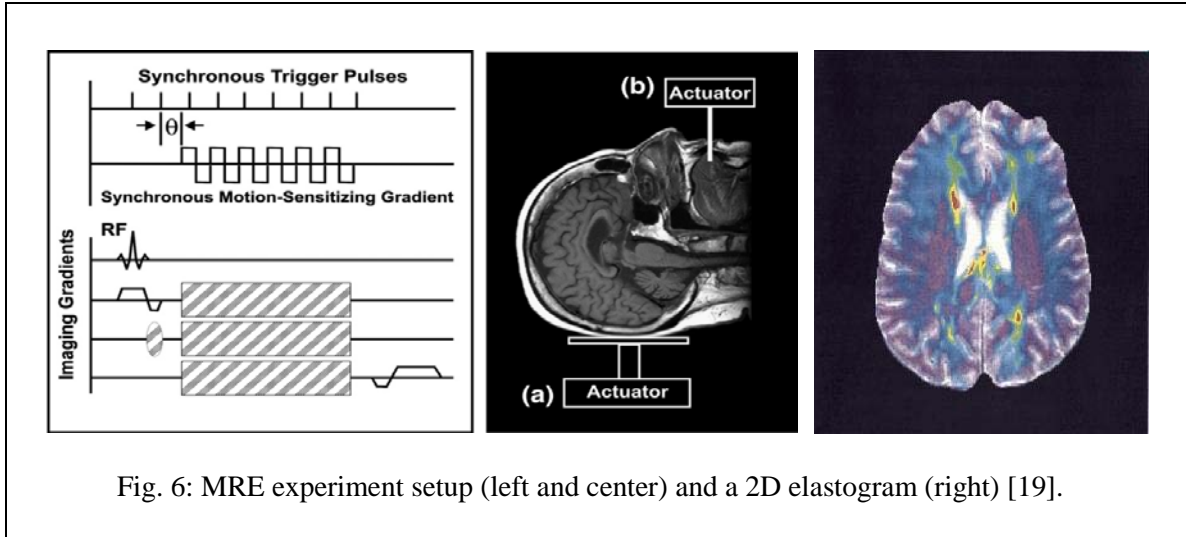 Synchronous Trigger Pulses
θ
Synchronous Motion-Sensitizing Gradient
RF
Imaging Gradients
(b) Actuator
(a) Actuator
Fig. 6: MRE experiment setup (left and center) and a 2D elastogram (right) [19].